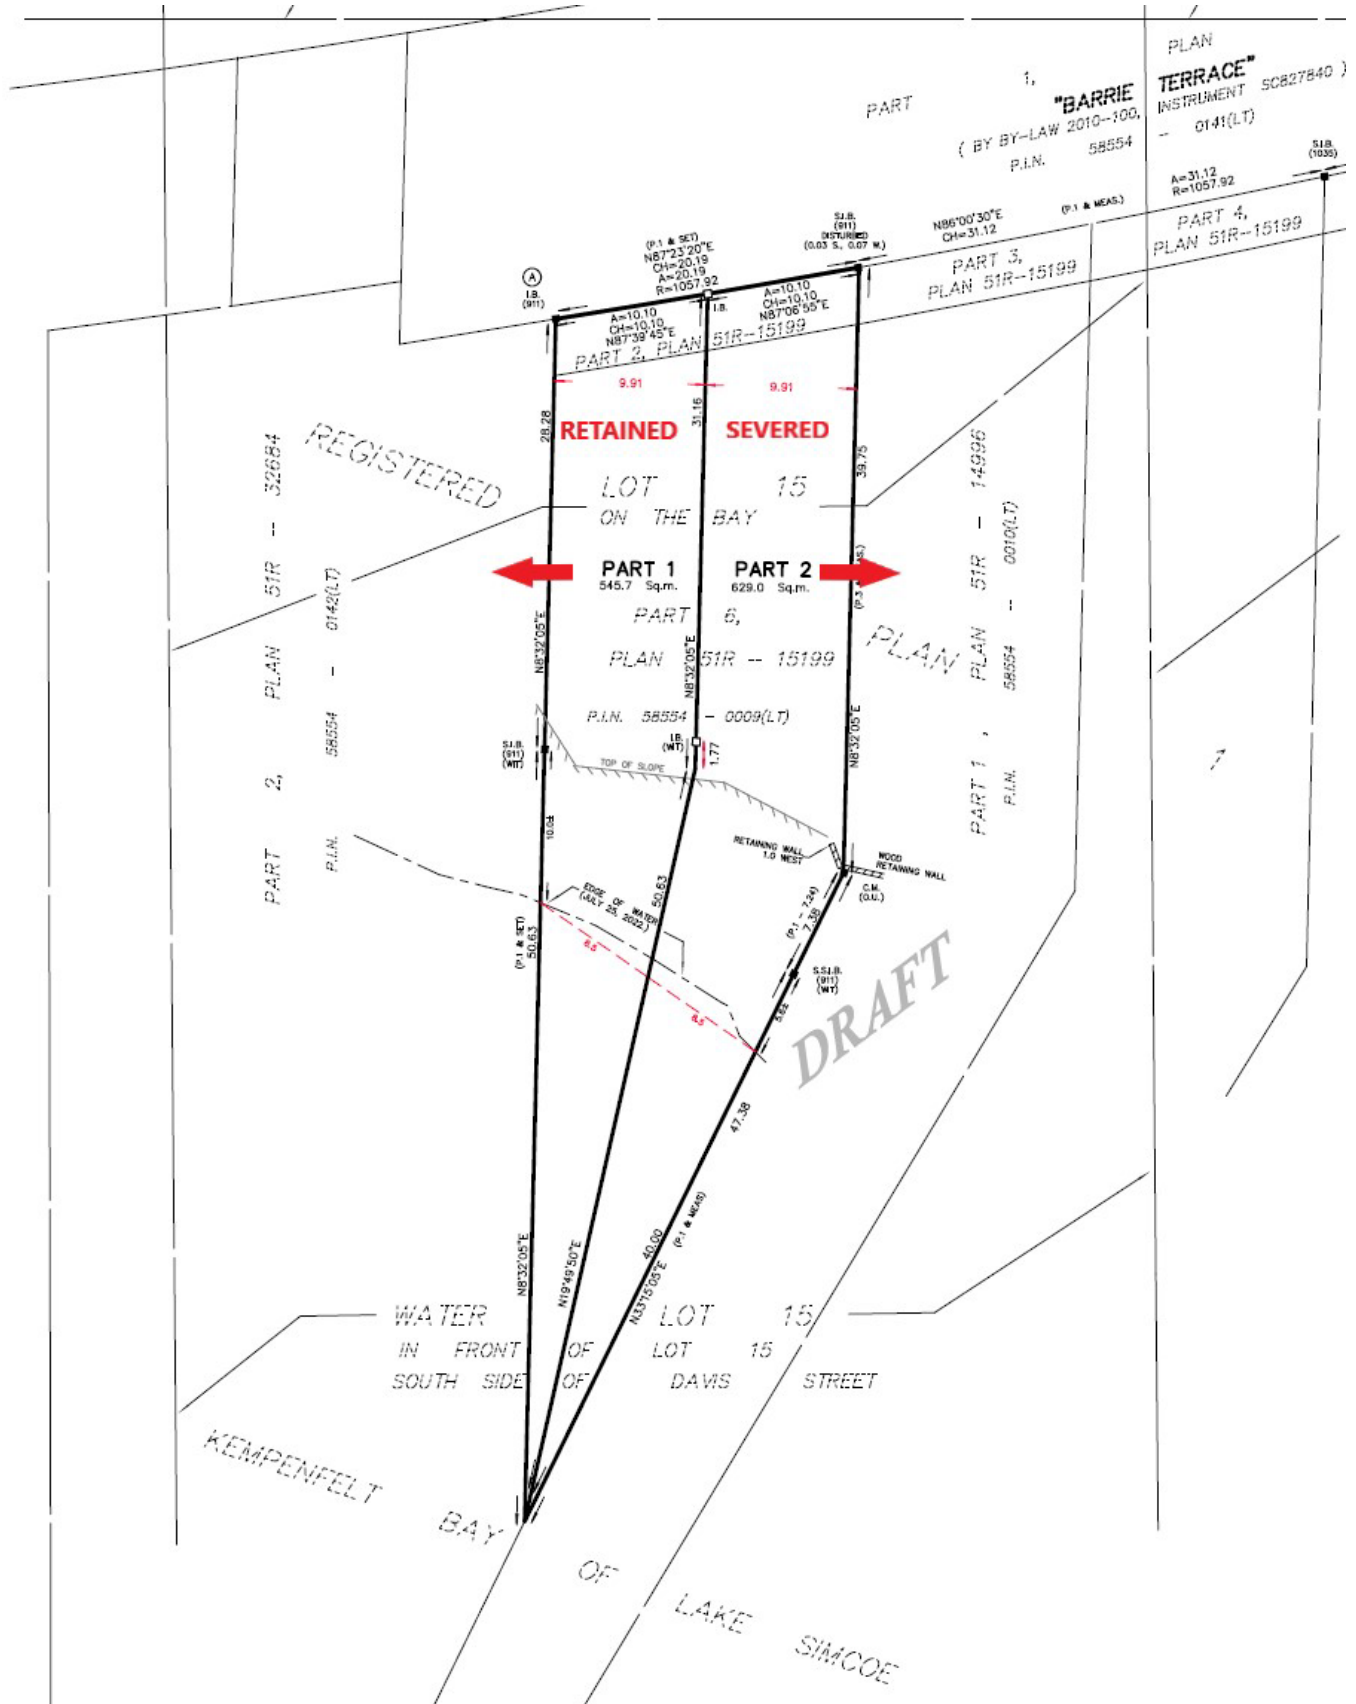 PLAN
1,
"BARRIE TERRACE"
PART
( BY BY-LAW 2010--100, INSTRUMENT SC827840 )
P.I.N. 58554 -- 0141(LT)
S.I.B.
(1035)
A=31.12
R=1057.92
(P.1 & MEAS.)
N86°00'30"E
CH=31.12
PART 4,
PLAN 51R--15199
PART 3,
PLAN 51R--15199
S.I.B.
(911)
DISTURBED
(0.03 S., 0.07 W.)
(P.1 & SET)
N87°23'20"E
CH=20.19
A=20.19
R=1057.92
A
I.B.
(911)
I.B.
A=10.10
CH=10.10
N87°39'45"E
A=10.10
CH=10.10
N87°06'55"E
PART 2, PLAN 51R--15199
9.91
9.91
28.28
31.16
39.75
RETAINED
SEVERED
REGISTERED
LOT 15
ON THE BAY
PART 1
545.7 Sq.m.
PART 2
629.0 Sq.m.
PART 6,
PLAN 51R -- 15199
P.I.N. 58554 - 0009(LT)
PLAN
PART 2, PLAN 51R -- 32684
P.I.N. 58554 - 0142(LT)
PART 1 , PLAN 51R - 14996
P.I.N. 58554 -- 0010(LT)
7
N8°32'05"E
N8°32'05"E
N8°32'05"E
S.I.B.
(911)
(WIT)
I.B.
(WIT)
1.77
TOP OF SLOPE
10.0±
RETAINING WALL
1.0 WEST
WOOD
RETAINING WALL
C.M.
(O.U.)
EDGE OF WATER
(JULY 25, 2022.)
(P.1 & SET)
50.63
50.63
(P.1 - 7.24)
7.38
S.S.I.B.
(911)
(WIT)
5.6±
8.5
8.5
DRAFT
47.38
40.00
(P.1 & MEAS)
N33°15'05"E
N8°32'05"E
N19°49'50"E
WATER LOT 15
IN FRONT OF LOT 15
SOUTH SIDE OF DAVIS STREET
KEMPENFELT BAY OF LAKE SIMCOE